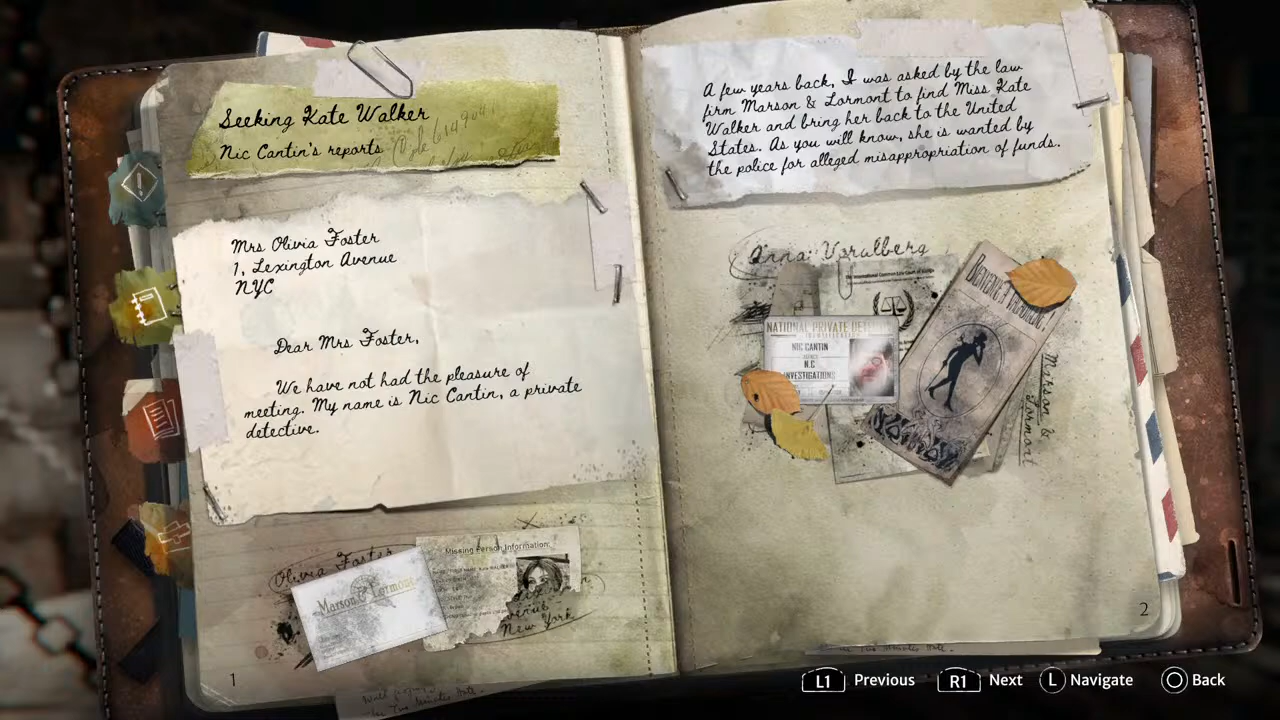 Seeking Kate Walker
Nic Cantin's reports
Mrs Olivia Foster
1, Lexington Avenue
NYC
Dear Mrs Foster,
We have not had the pleasure of
meeting. My name is Nic Cantin, a private
detective.
Olivia Foster
Marson & Lormont
Missing Person Information:
New York
1
A few years back, I was asked by the law
firm Marson & Lormont to find Miss Kate
Walker and bring her back to the United
States. As you will know, she is wanted by
the police for alleged misappropriation of funds.
Anna Voralberg
NATIONAL PRIVATE
NIC CANTIN
N.C
INVESTIGATIONS
Marson &
Lormont
2
L1 Previous R1 Next L Navigate Back